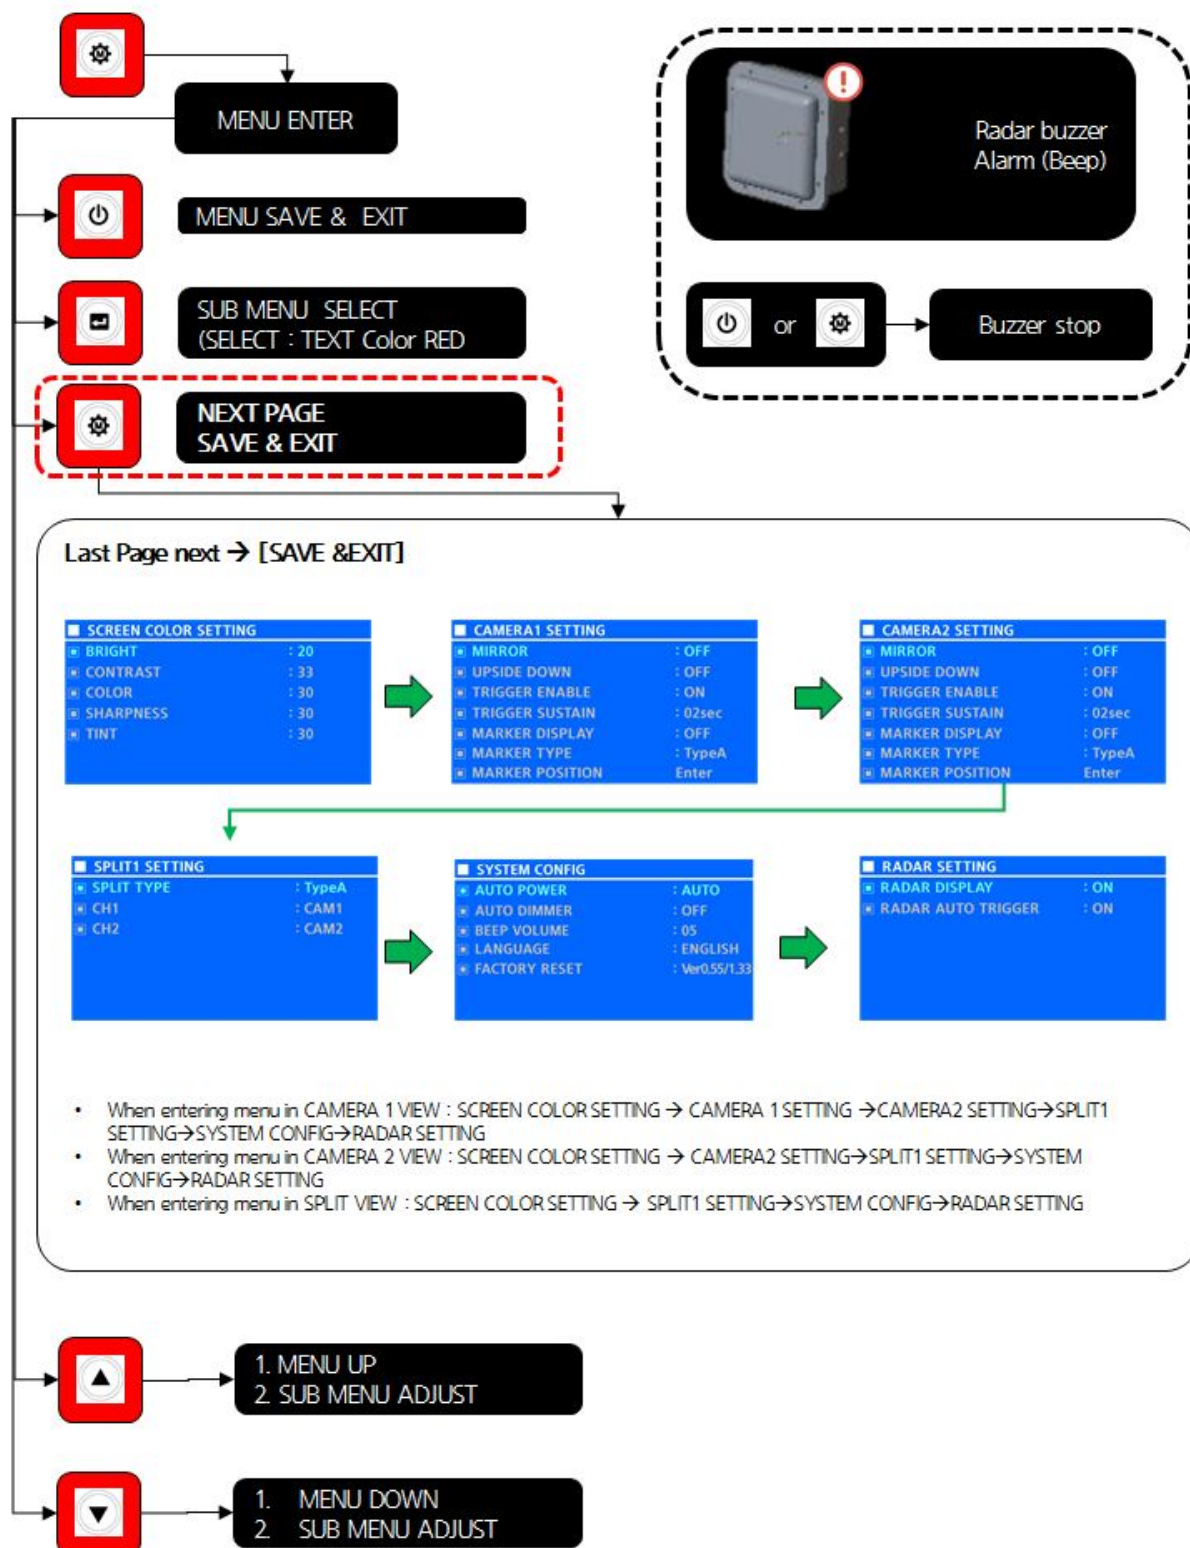 MENU ENTER
MENU SAVE & EXIT
SUB MENU SELECT
(SELECT : TEXT Color RED
NEXT PAGE
SAVE & EXIT
Radar buzzer
Alarm (Beep)
or
Buzzer stop
Last Page next → [SAVE &EXIT]
SCREEN COLOR SETTING
BRIGHT : 20
CONTRAST : 33
COLOR : 30
SHARPNESS : 30
TINT : 30
CAMERA1 SETTING
MIRROR : OFF
UPSIDE DOWN : OFF
TRIGGER ENABLE : ON
TRIGGER SUSTAIN : 02sec
MARKER DISPLAY : OFF
MARKER TYPE : TypeA
MARKER POSITION Enter
CAMERA2 SETTING
MIRROR : OFF
UPSIDE DOWN : OFF
TRIGGER ENABLE : ON
TRIGGER SUSTAIN : 02sec
MARKER DISPLAY : OFF
MARKER TYPE : TypeA
MARKER POSITION Enter
SPLIT1 SETTING
SPLIT TYPE : TypeA
CH1 : CAM1
CH2 : CAM2
SYSTEM CONFIG
AUTO POWER : AUTO
AUTO DIMMER : OFF
BEEP VOLUME : 05
LANGUAGE : ENGLISH
FACTORY RESET : Ver0.55/1.33
RADAR SETTING
RADAR DISPLAY : ON
RADAR AUTO TRIGGER : ON
• When entering menu in CAMERA 1 VIEW : SCREEN COLOR SETTING → CAMERA 1 SETTING →CAMERA2 SETTING→SPLIT1
SETTING→SYSTEM CONFIG→RADAR SETTING
• When entering menu in CAMERA 2 VIEW : SCREEN COLOR SETTING → CAMERA2 SETTING→SPLIT1 SETTING→SYSTEM
CONFIG→RADAR SETTING
• When entering menu in SPLIT VIEW : SCREEN COLOR SETTING → SPLIT1 SETTING→SYSTEM CONFIG→RADAR SETTING
1. MENU UP
2. SUB MENU ADJUST
1. MENU DOWN
2. SUB MENU ADJUST